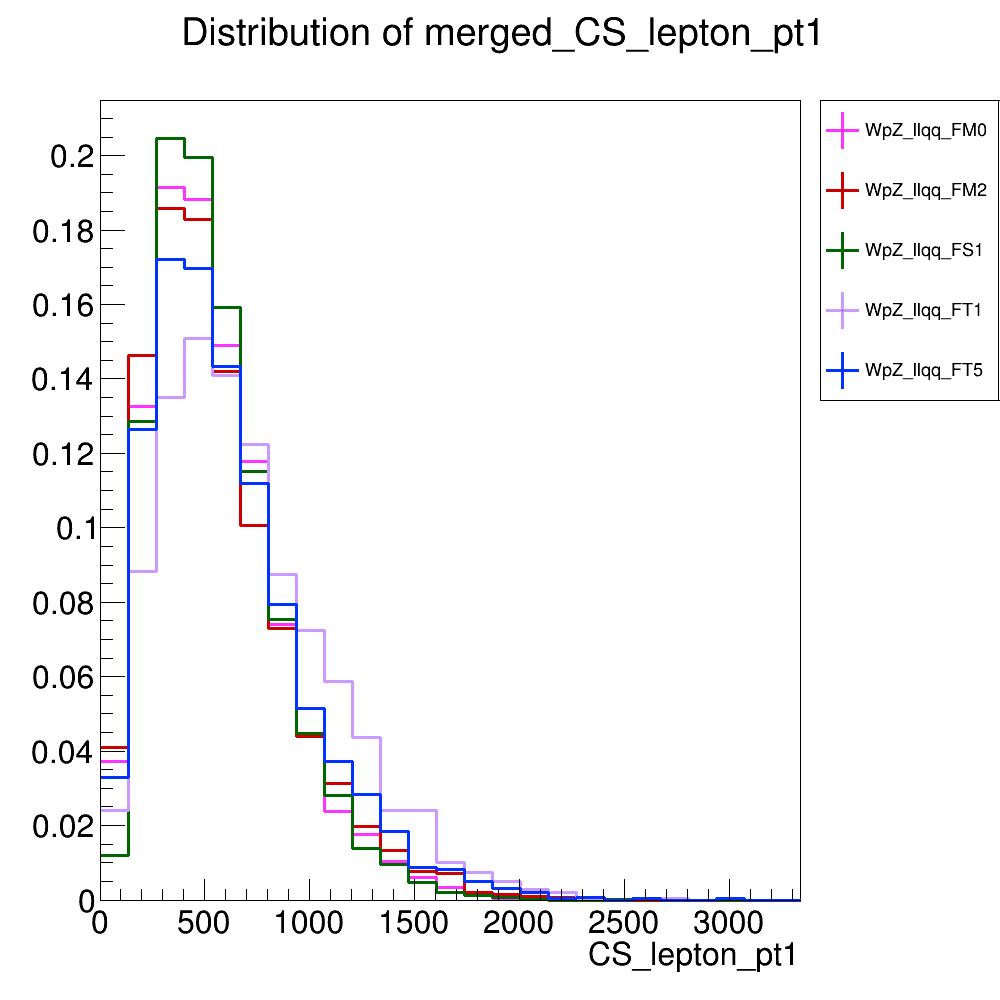 Distribution of merged_CS_lepton_pt1
WpZ_llqq_FM0
WpZ_llqq_FM2
WpZ_llqq_FS1
WpZ_llqq_FT1
WpZ_llqq_FT5
0.2
0.18
0.16
0.14
0.12
0.1
0.08
0.06
0.04
0.02
0
0 500 1000 1500 2000 2500 3000
CS_lepton_pt1